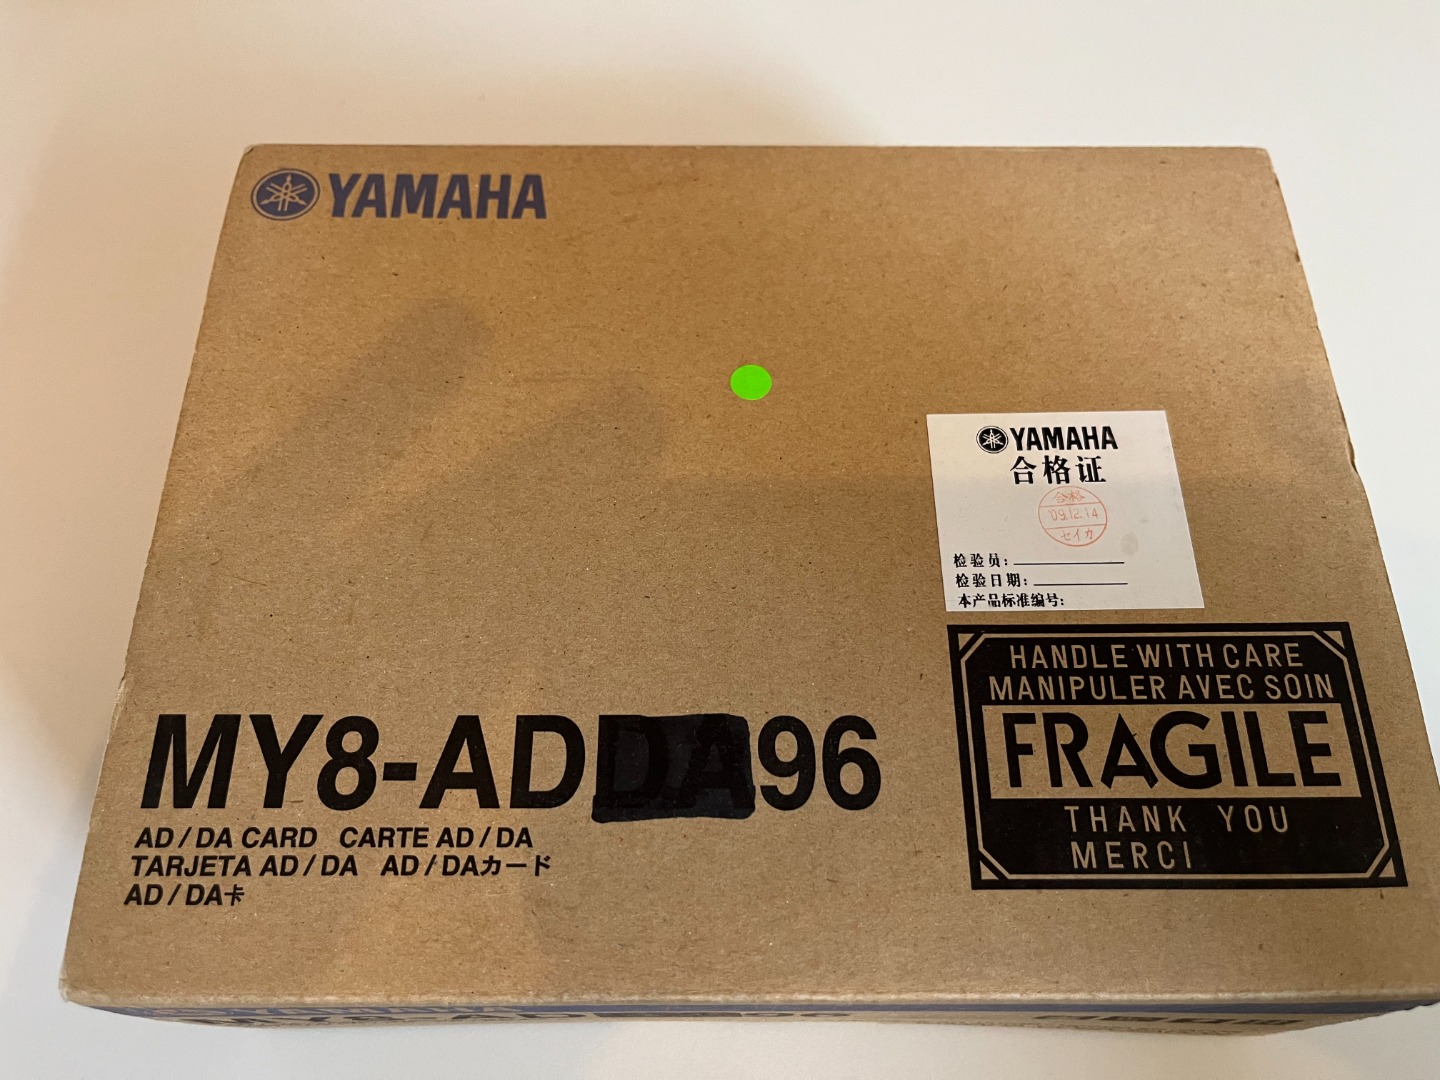 YAMAHA
YAMAHA
合格证
合格
'09.12.14
セイカ
检验员:
检验日期:
本产品标准编号:
HANDLE WITH CARE
MANIPULER AVEC SOIN
FRAGILE
THANK YOU
MERCI
MY8-ADDA96
AD / DA CARD CARTE AD / DA
TARJETA AD / DA AD / DAカード
AD / DA卡
YAMAHA